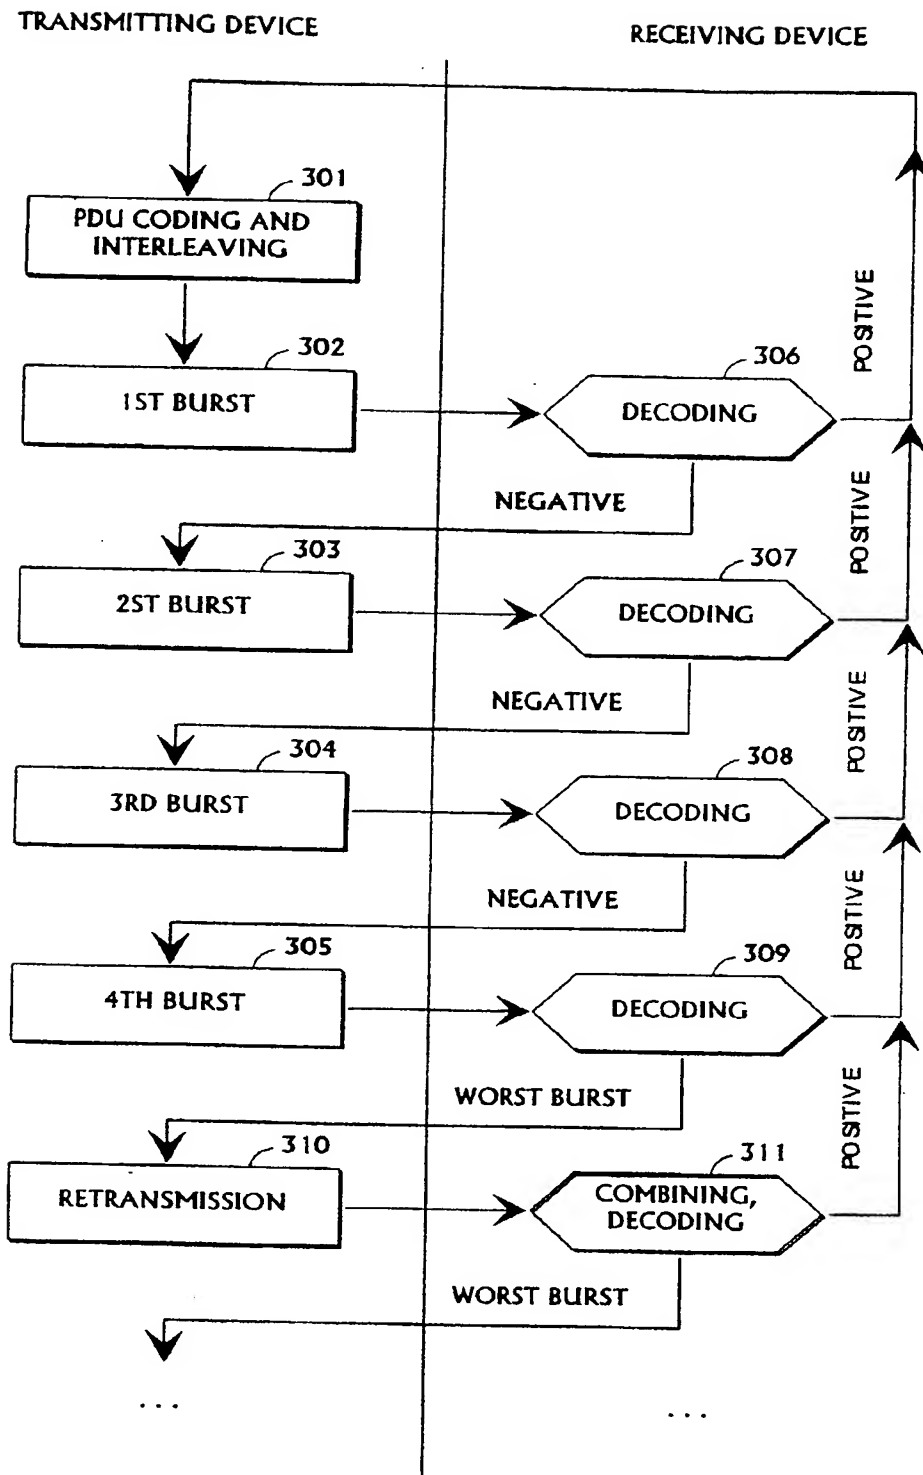 TRANSMITTING DEVICE
RECEIVING DEVICE
301
PDU CODING AND
INTERLEAVING
POSITIVE
302
1ST BURST
306
DECODING
NEGATIVE
POSITIVE
303
2ST BURST
307
DECODING
NEGATIVE
POSITIVE
304
3RD BURST
308
DECODING
NEGATIVE
POSITIVE
305
4TH BURST
309
DECODING
WORST BURST
POSITIVE
310
RETRANSMISSION
311
COMBINING,
DECODING
WORST BURST
...
...